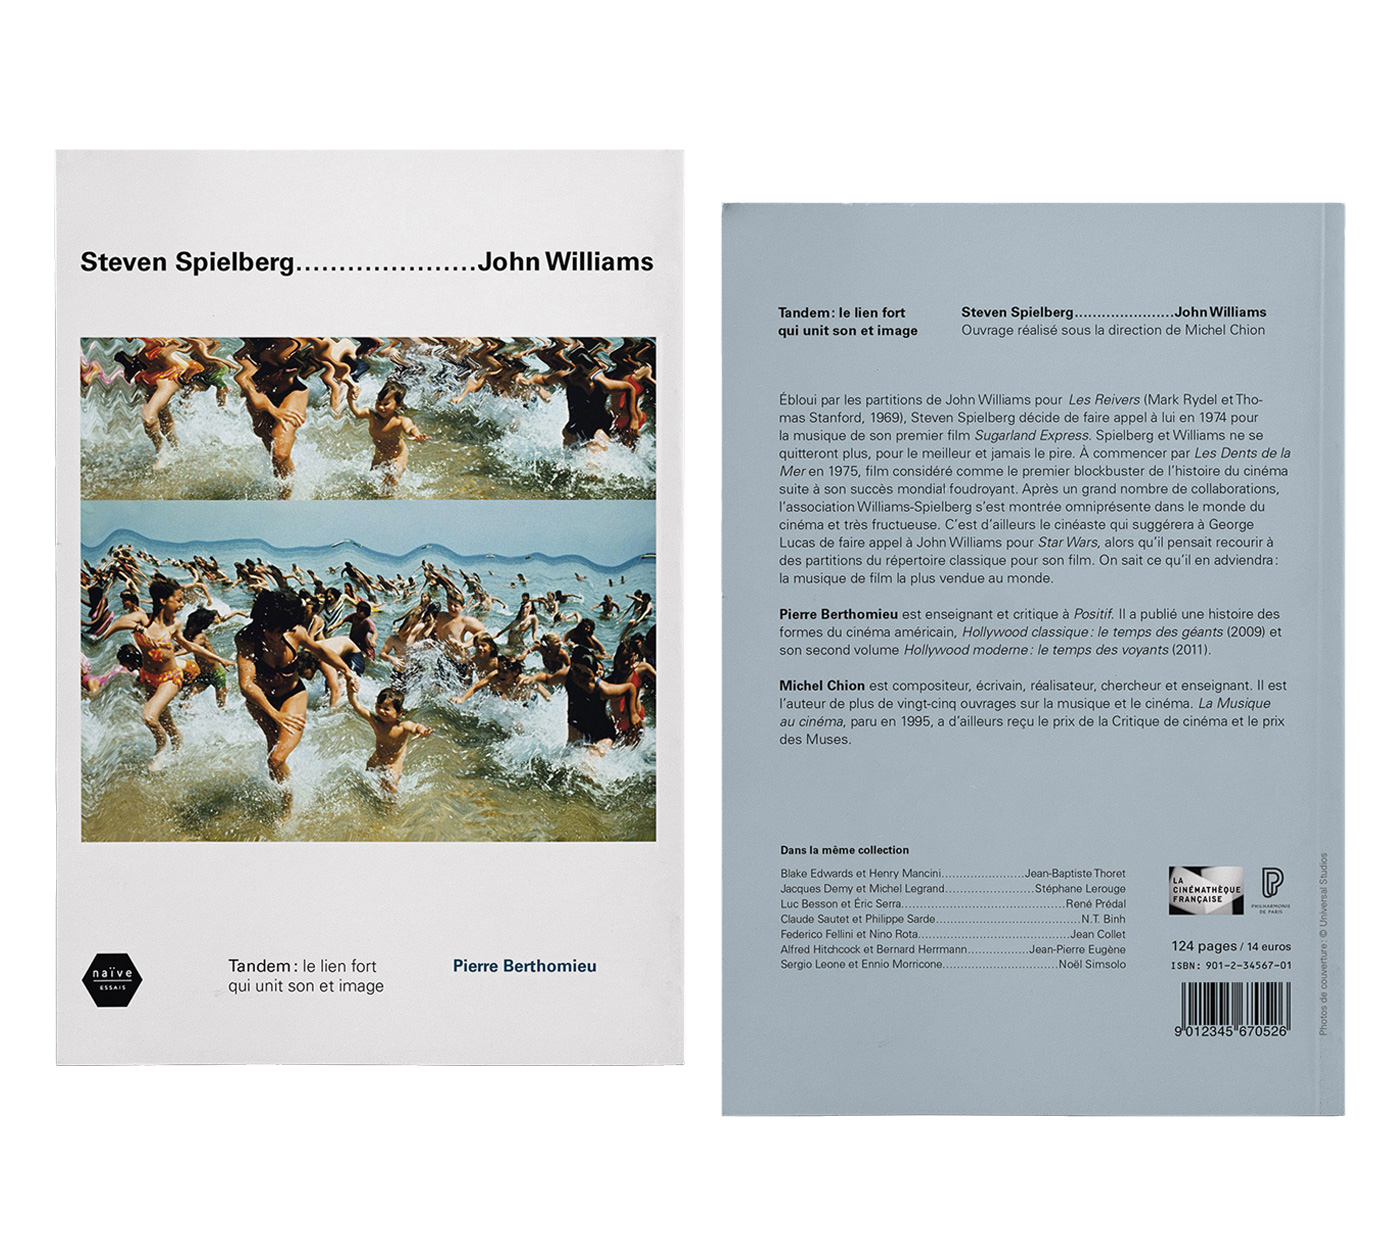 Steven Spielberg.....................John Williams
naïve
ESSAIS
Tandem : le lien fort
qui unit son et image
Pierre Berthomieu
Tandem : le lien fort
qui unit son et image
Steven Spielberg......................John Williams
Ouvrage réalisé sous la direction de Michel Chion
Ébloui par les partitions de John Williams pour Les Reivers (Mark Rydel et Tho-
mas Stanford, 1969), Steven Spielberg décide de faire appel à lui en 1974 pour
la musique de son premier film Sugarland Express. Spielberg et Williams ne se
quitteront plus, pour le meilleur et jamais le pire. À commencer par Les Dents de la
Mer en 1975, film considéré comme le premier blockbuster de l'histoire du cinéma
suite à son succès mondial foudroyant. Après un grand nombre de collaborations,
l'association Williams-Spielberg s'est montrée omniprésente dans le monde du
cinéma et très fructueuse. C'est d'ailleurs le cinéaste qui suggérera à George
Lucas de faire appel à John Williams pour Star Wars, alors qu'il pensait recourir à
des partitions du répertoire classique pour son film. On sait ce qu'il en adviendra :
la musique de film la plus vendue au monde.
Pierre Berthomieu est enseignant et critique à Positif. Il a publié une histoire des
formes du cinéma américain, Hollywood classique : le temps des géants (2009) et
son second volume Hollywood moderne : le temps des voyants (2011).
Michel Chion est compositeur, écrivain, réalisateur, chercheur et enseignant. Il est
l'auteur de plus de vingt-cinq ouvrages sur la musique et le cinéma. La Musique
au cinéma, paru en 1995, a d'ailleurs reçu le prix de la Critique de cinéma et le prix
des Muses.
Dans la même collection
Blake Edwards et Henry Mancini........................Jean-Baptiste Thoret
Jacques Demy et Michel Legrand..........................Stéphane Lerouge
Luc Besson et Éric Serra...............................................René Prédal
Claude Sautet et Philippe Sarde..........................................N.T. Binh
Federico Fellini et Nino Rota............................................Jean Collet
Alfred Hitchcock et Bernard Herrmann..................Jean-Pierre Eugène
Sergio Leone et Ennio Morricone.................................Noël Simsolo
LA
CINÉMATHÈQUE
FRANÇAISE
PHILHARMONIE
DE PARIS
124 pages / 14 euros
ISBN: 901-2-34567-01
9 012345 670526
Photos de couverture : © Universal Studios